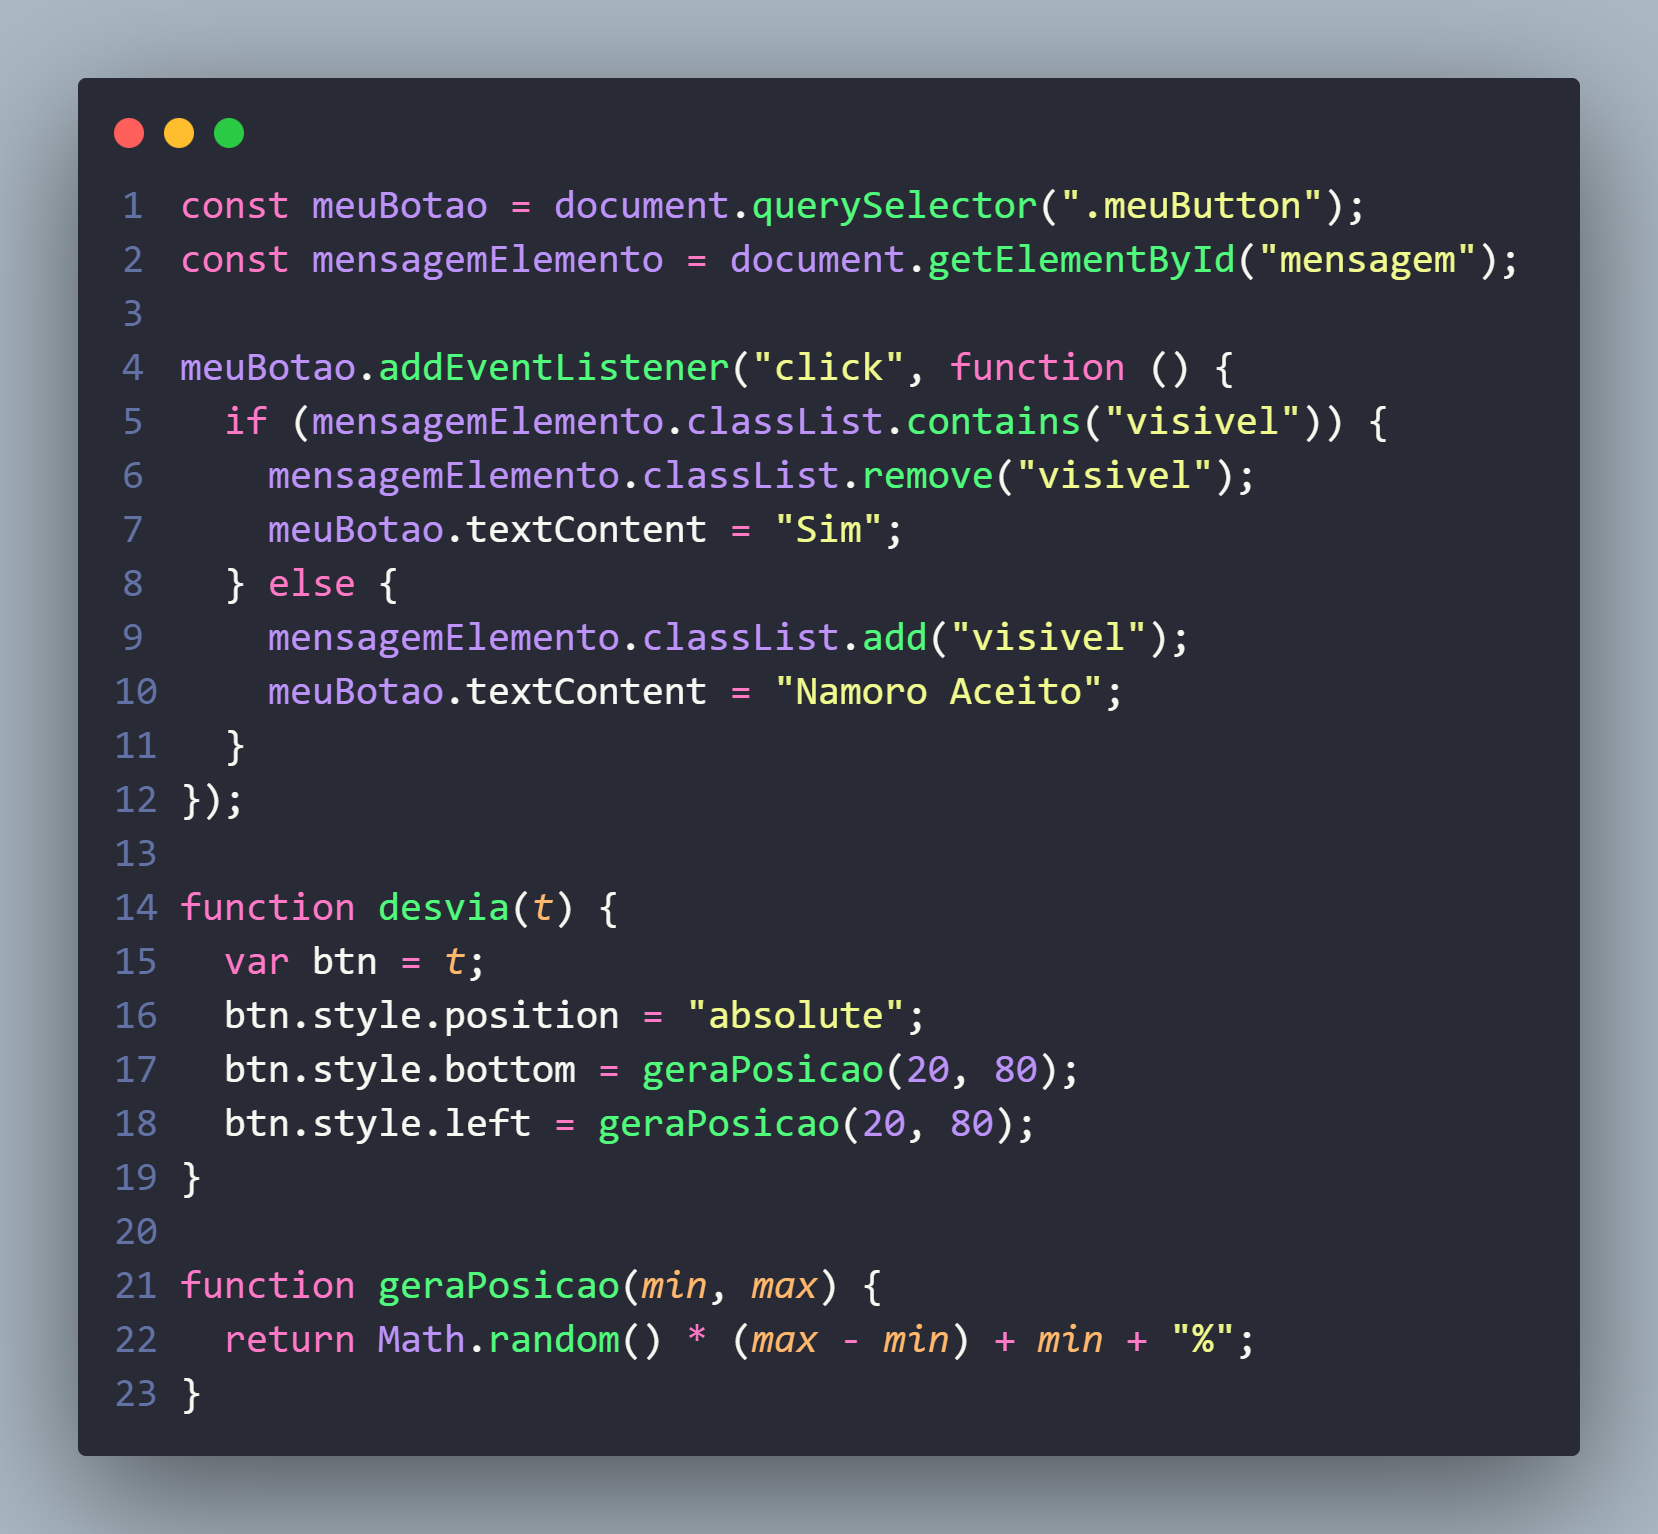 1 const meuBotao = document.querySelector(".meuButton");
2 const mensagemElemento = document.getElementById("mensagem");
3
4 meuBotao.addEventListener("click", function () {
5   if (mensagemElemento.classList.contains("visivel")) {
6     mensagemElemento.classList.remove("visivel");
7     meuBotao.textContent = "Sim";
8   } else {
9     mensagemElemento.classList.add("visivel");
10     meuBotao.textContent = "Namoro Aceito";
11   }
12 });
13
14 function desvia(t) {
15   var btn = t;
16   btn.style.position = "absolute";
17   btn.style.bottom = geraPosicao(20, 80);
18   btn.style.left = geraPosicao(20, 80);
19 }
20
21 function geraPosicao(min, max) {
22   return Math.random() * (max - min) + min + "%";
23 }